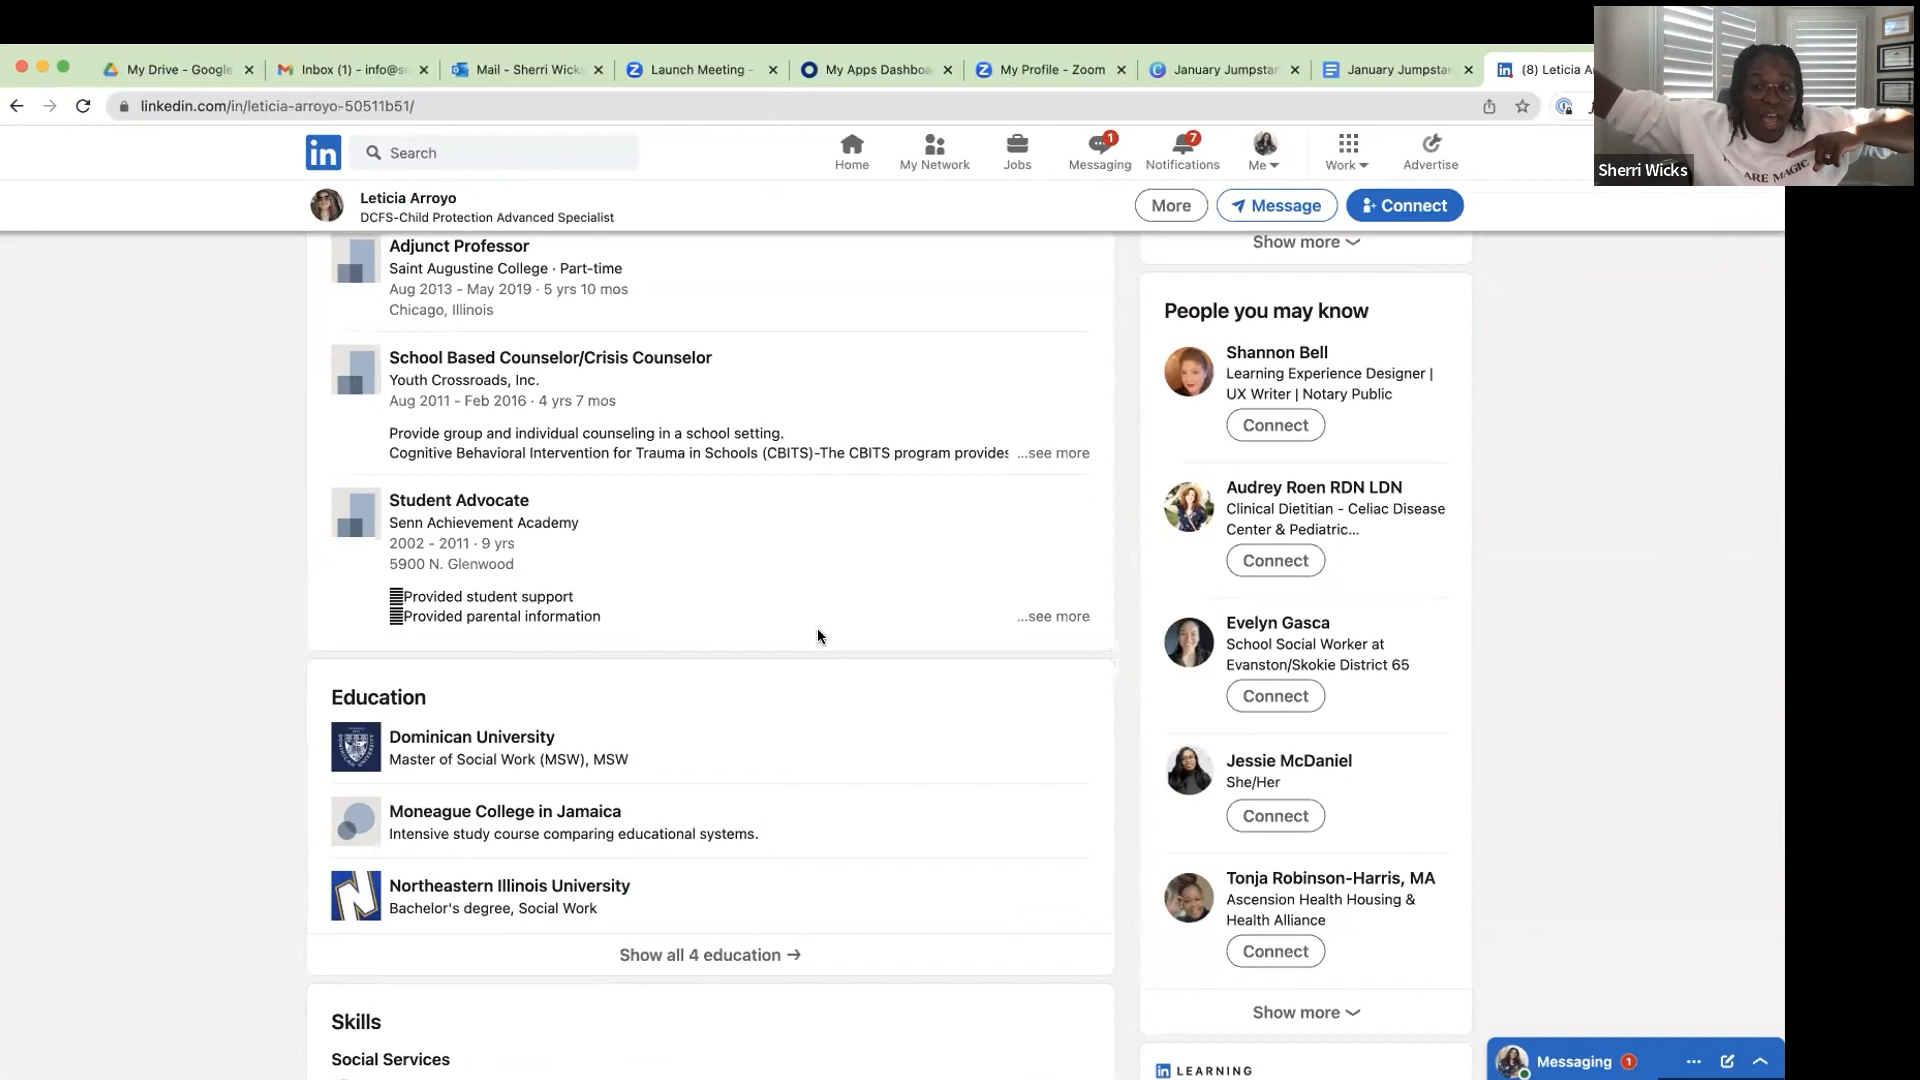 My Drive - Google
Inbox (1) - info@s
Mail - Sherri Wick
Launch Meeting -
My Apps Dashboa
My Profile - Zoom
January Jumpstar
January Jumpstar
(8) Leticia A
linkedin.com/in/leticia-arroyo-50511b51/
Sherri Wicks
ARE MAGIC
in
Search
Home
My Network
Jobs
1
Messaging
7
Notifications
Me
Work
Advertise
Leticia Arroyo
DCFS-Child Protection Advanced Specialist
More
Message
Connect
Adjunct Professor
Saint Augustine College · Part-time
Aug 2013 - May 2019 · 5 yrs 10 mos
Chicago, Illinois
School Based Counselor/Crisis Counselor
Youth Crossroads, Inc.
Aug 2011 - Feb 2016 · 4 yrs 7 mos
Provide group and individual counseling in a school setting.
Cognitive Behavioral Intervention for Trauma in Schools (CBITS)-The CBITS program provides ...see more
Student Advocate
Senn Achievement Academy
2002 - 2011 · 9 yrs
5900 N. Glenwood
Provided student support
Provided parental information ...see more
Education
Dominican University
Master of Social Work (MSW), MSW
Moneague College in Jamaica
Intensive study course comparing educational systems.
Northeastern Illinois University
Bachelor's degree, Social Work
Show all 4 education →
Skills
Social Services
Show more
People you may know
Shannon Bell
Learning Experience Designer |
UX Writer | Notary Public
Connect
Audrey Roen RDN LDN
Clinical Dietitian - Celiac Disease
Center & Pediatric...
Connect
Evelyn Gasca
School Social Worker at
Evanston/Skokie District 65
Connect
Jessie McDaniel
She/Her
Connect
Tonja Robinson-Harris, MA
Ascension Health Housing &
Health Alliance
Connect
Show more
in LEARNING
Messaging 1